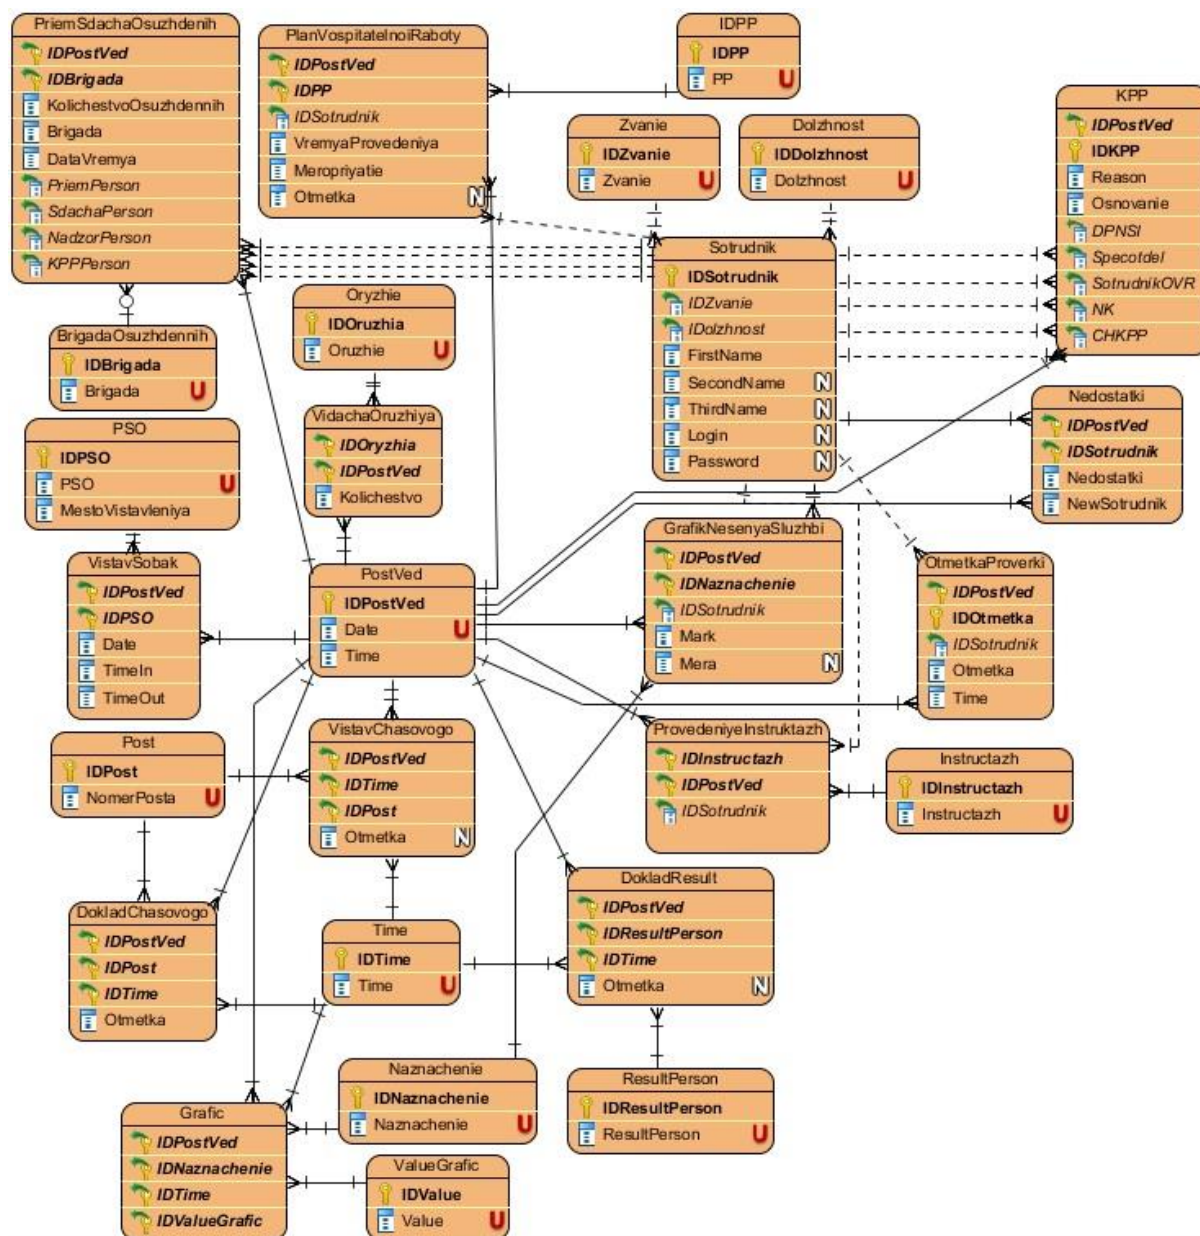 PriemSdachaOsuzhdenih
IDPostVed
IDBrigada
KolichestvoOsuzhdennih
Brigada
DataVremya
PriemPerson
SdachaPerson
NadzorPerson
KPPPerson
PlanVospitatelnoiRaboty
IDPostVed
IDPP
IDSotrudnik
VremyaProvedeniya
Meropriyatie
Otmetka N
IDPP
IDPP
PP U
Zvanie
IDZvanie
Zvanie U
Dolzhnost
IDDolzhnost
Dolzhnost U
KPP
IDPostVed
IDKPP
Reason
Osnovanie
DPNSI
Specotdel
SotrudnikOVR
NK
CHKPP
Sotrudnik
IDSotrudnik
IDZvanie
IDolzhnost
FirstName
SecondName N
ThirdName N
Login N
Password N
Oryzhie
IDOruzhia
Oruzhie U
BrigadaOsuzhdennih
IDBrigada
Brigada U
VidachaOruzhiya
IDOryzhia
IDPostVed
Kolichestvo
Nedostatki
IDPostVed
IDSotrudnik
Nedostatki
NewSotrudnik
PSO
IDPSO
PSO U
MestoVistavleniya
GrafikNesenyaSluzhbi
IDPostVed
IDNaznachenie
IDSotrudnik
Mark
Mera N
VistavSobak
IDPostVed
IDPSO
Date
TimeIn
TimeOut
PostVed
IDPostVed
Date U
Time
OtmetkaProverki
IDPostVed
IDOtmetka
IDSotrudnik
Otmetka
Time
Post
IDPost
NomerPosta U
VistavChasovogo
IDPostVed
IDTime
IDPost
Otmetka N
ProvedeniyeInstruktazh
IDInstructazh
IDPostVed
IDSotrudnik
Instructazh
IDInstructazh
Instructazh U
DokladChasovogo
IDPostVed
IDPost
IDTime
Otmetka
Time
IDTime
Time U
DokladResult
IDPostVed
IDResultPerson
IDTime
Otmetka N
Naznachenie
IDNaznachenie
Naznachenie U
ResultPerson
IDResultPerson
ResultPerson U
Grafic
IDPostVed
IDNaznachenie
IDTime
IDValueGrafic
ValueGrafic
IDValue
Value U